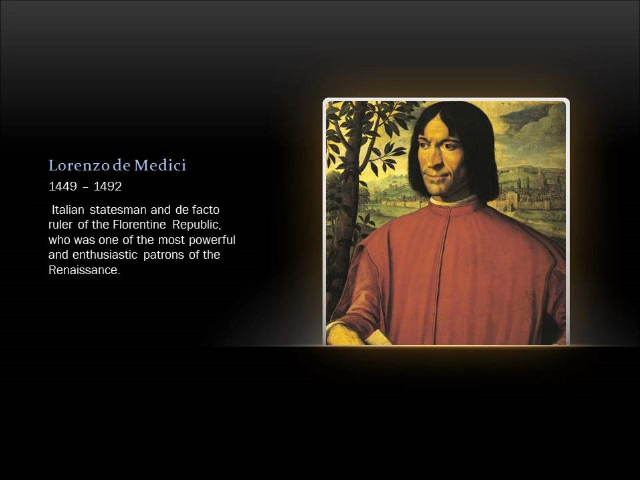 Lorenzo de Medici
1449 – 1492
Italian statesman and de facto
ruler of the Florentine Republic,
who was one of the most powerful
and enthusiastic patrons of the
Renaissance.